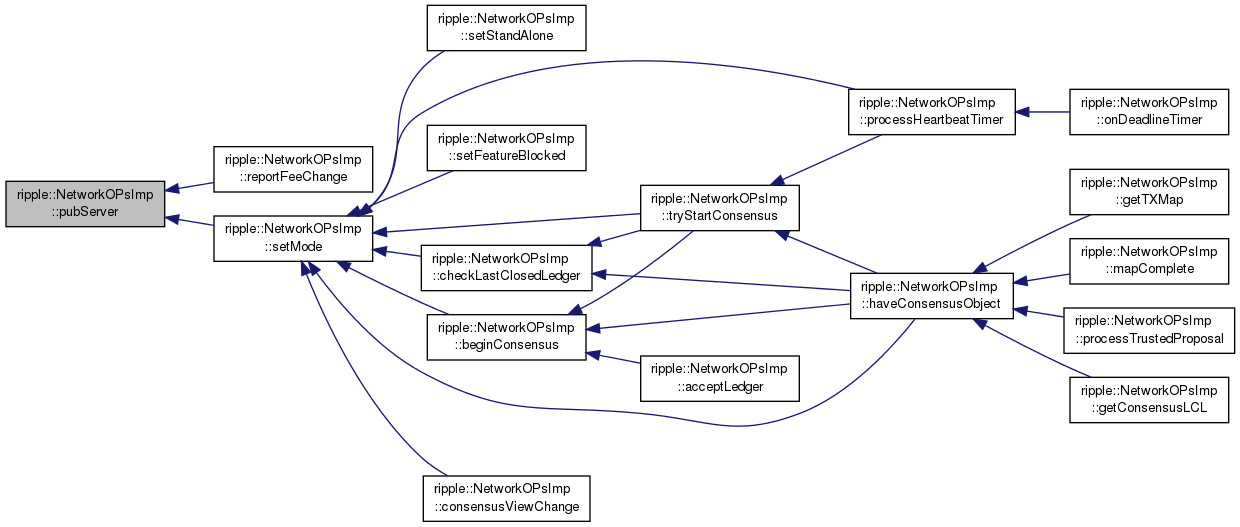 ripple::NetworkOPsImp
::pubServer
ripple::NetworkOPsImp
::reportFeeChange
ripple::NetworkOPsImp
::setMode
ripple::NetworkOPsImp
::setStandAlone
ripple::NetworkOPsImp
::setFeatureBlocked
ripple::NetworkOPsImp
::checkLastClosedLedger
ripple::NetworkOPsImp
::beginConsensus
ripple::NetworkOPsImp
::consensusViewChange
ripple::NetworkOPsImp
::tryStartConsensus
ripple::NetworkOPsImp
::acceptLedger
ripple::NetworkOPsImp
::processHeartbeatTimer
ripple::NetworkOPsImp
::haveConsensusObject
ripple::NetworkOPsImp
::onDeadlineTimer
ripple::NetworkOPsImp
::getTXMap
ripple::NetworkOPsImp
::mapComplete
ripple::NetworkOPsImp
::processTrustedProposal
ripple::NetworkOPsImp
::getConsensusLCL